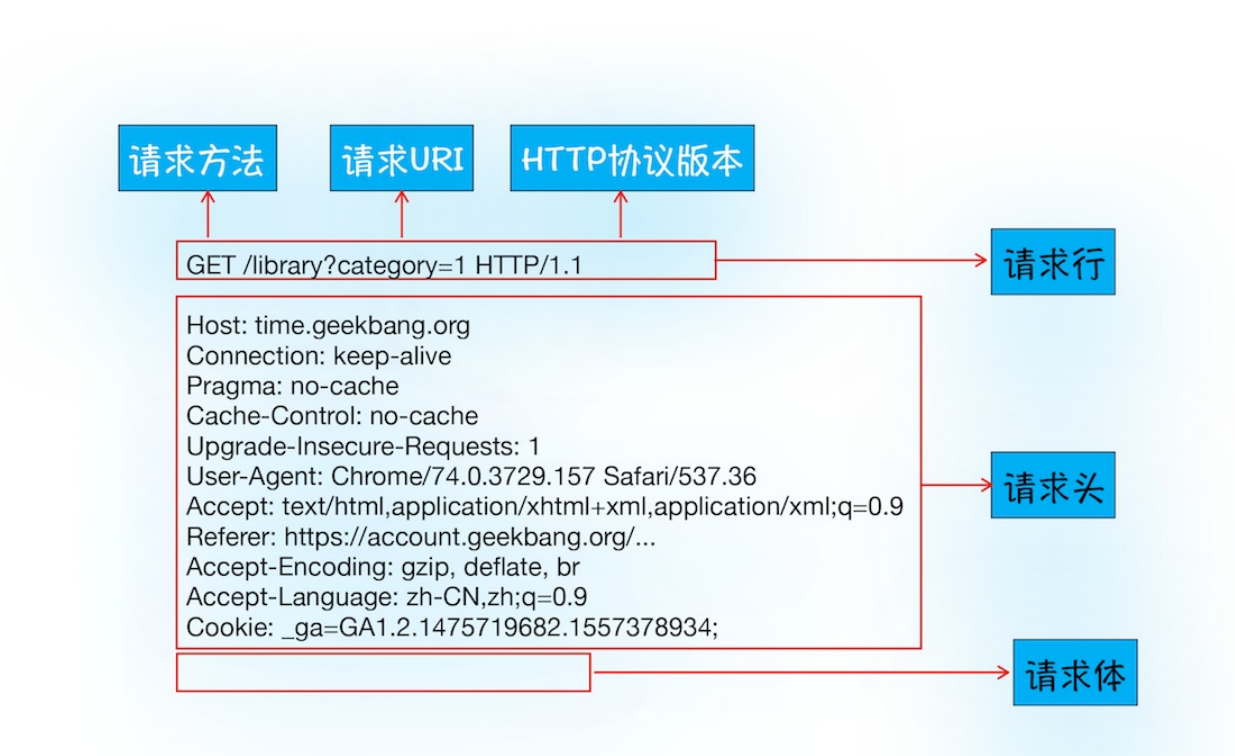 请求方法 请求URI HTTP协议版本
GET /library?category=1 HTTP/1.1
请求行
Host: time.geekbang.org
Connection: keep-alive
Pragma: no-cache
Cache-Control: no-cache
Upgrade-Insecure-Requests: 1
User-Agent: Chrome/74.0.3729.157 Safari/537.36
Accept: text/html,application/xhtml+xml,application/xml;q=0.9
Referer: https://account.geekbang.org/...
Accept-Encoding: gzip, deflate, br
Accept-Language: zh-CN,zh;q=0.9
Cookie: _ga=GA1.2.1475719682.1557378934;
请求头
请求体